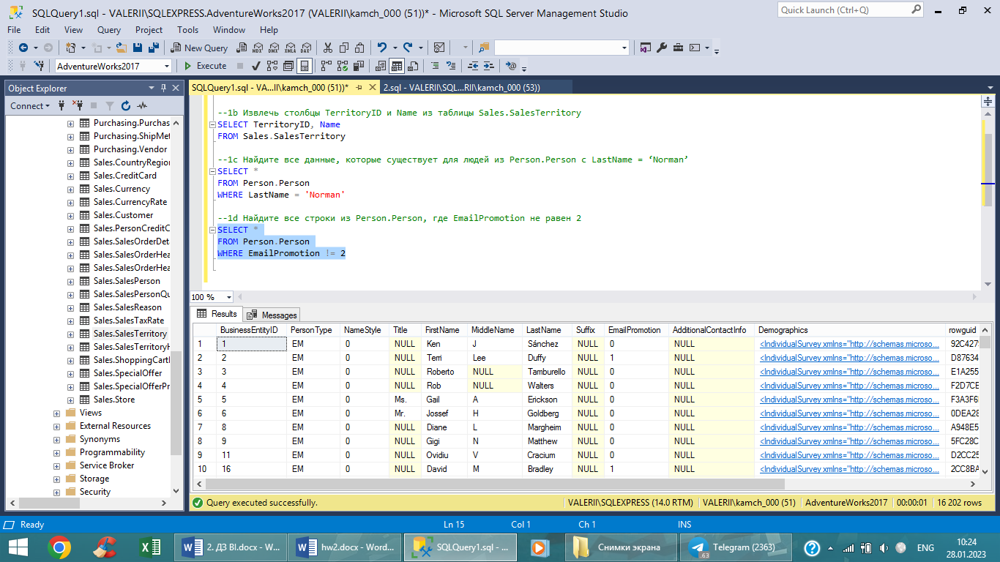 SQLQuery1.sql - VALERII\SQLEXPRESS.AdventureWorks2017 (VALERII\kamch_000 (51))* - Microsoft SQL Server Management Studio
Quick Launch (Ctrl+Q)
File Edit View Query Project Tools Window Help
New Query MDX DMX XMLA DAX
AdventureWorks2017 Execute
Object Explorer
Connect
Purchasing.Purchas
Purchasing.ShipMet
Purchasing.Vendor
Sales.CountryRegion
Sales.CreditCard
Sales.Currency
Sales.CurrencyRate
Sales.Customer
Sales.PersonCreditC
Sales.SalesOrderDet
Sales.SalesOrderHea
Sales.SalesOrderHea
Sales.SalesPerson
Sales.SalesPersonQu
Sales.SalesReason
Sales.SalesTaxRate
Sales.SalesTerritory
Sales.SalesTerritoryH
Sales.ShoppingCartI
Sales.SpecialOffer
Sales.SpecialOfferPr
Sales.Store
Views
External Resources
Synonyms
Programmability
Service Broker
Storage
Security
SQLQuery1.sql - VA...II\kamch_000 (51))* 2.sql - VALERII\SQL...RII\kamch_000 (53))
--1b Извлечь столбцы TerritoryID и Name из таблицы Sales.SalesTerritory
SELECT TerritoryID, Name
FROM Sales.SalesTerritory
--1c Найдите все данные, которые существует для людей из Person.Person с LastName = ‘Norman’
SELECT *
FROM Person.Person
WHERE LastName = 'Norman'
--1d Найдите все строки из Person.Person, где EmailPromotion не равен 2
SELECT *
FROM Person.Person
WHERE EmailPromotion != 2
100 %
Results Messages
BusinessEntityID PersonType NameStyle Title FirstName MiddleName LastName Suffix EmailPromotion AdditionalContactInfo Demographics rowguid
1 1 EM 0 NULL Ken J Sánchez NULL 0 NULL <IndividualSurvey xmlns="http://schemas.microso... 92C427
2 2 EM 0 NULL Terri Lee Duffy NULL 1 NULL <IndividualSurvey xmlns="http://schemas.microso... D87634
3 3 EM 0 NULL Roberto NULL Tamburello NULL 0 NULL <IndividualSurvey xmlns="http://schemas.microso... E1A255
4 4 EM 0 NULL Rob NULL Walters NULL 0 NULL <IndividualSurvey xmlns="http://schemas.microso... F2D7CE
5 5 EM 0 Ms. Gail A Erickson NULL 0 NULL <IndividualSurvey xmlns="http://schemas.microso... F3A3F6
6 6 EM 0 Mr. Jossef H Goldberg NULL 0 NULL <IndividualSurvey xmlns="http://schemas.microso... 0DEA28
7 8 EM 0 NULL Diane L Margheim NULL 0 NULL <IndividualSurvey xmlns="http://schemas.microso... A948E5
8 9 EM 0 NULL Gigi N Matthew NULL 0 NULL <IndividualSurvey xmlns="http://schemas.microso... 5FC28C
9 11 EM 0 NULL Ovidiu V Cracium NULL 0 NULL <IndividualSurvey xmlns="http://schemas.microso... D2CC25
10 16 EM 0 NULL David M Bradley NULL 1 NULL <IndividualSurvey xmlns="http://schemas.microso... 2CC8BA
Query executed successfully. VALERII\SQLEXPRESS (14.0 RTM) VALERII\kamch_000 (51) AdventureWorks2017 00:00:01 16 202 rows
Ready Ln 15 Col 1 Ch 1 INS
2. ДЗ BI.docx - W... hw2.docx - Word... SQLQuery1.sql - ... Снимки экрана Telegram (2363) ENG
10:24
28.01.2023